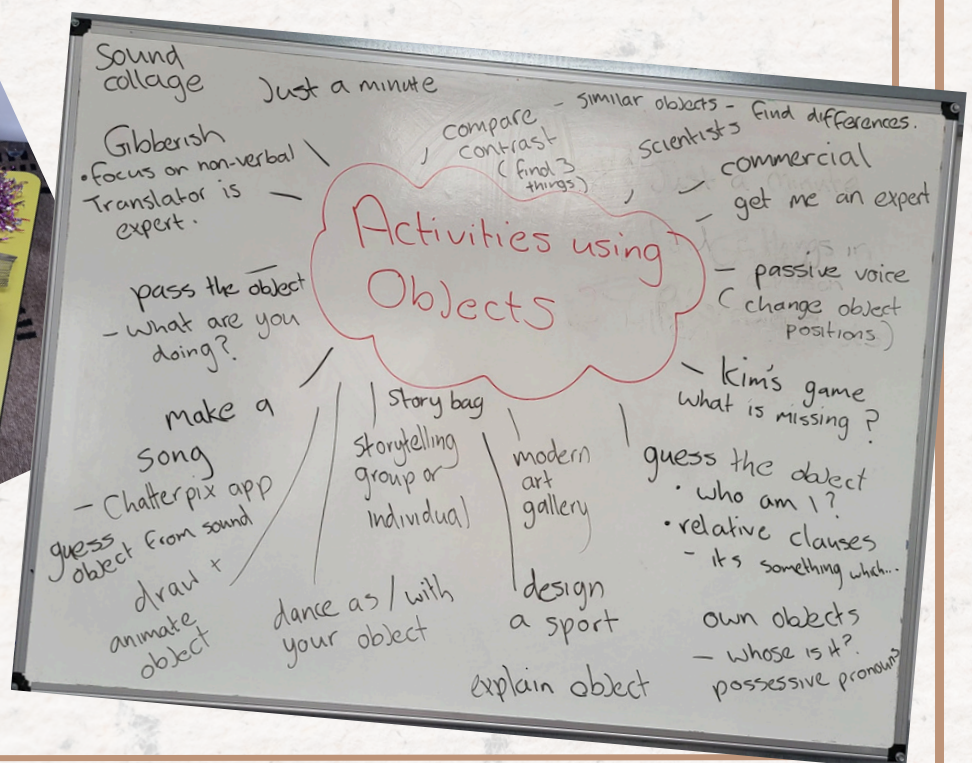 Sound
collage
Just a minute
compare
contrast
(find 3
things)
- similar objects - find differences.
scientists
commercial
get me an expert
Gibberish
• focus on non-verbal
Translator is
expert.
Activities using
Objects
- passive voice
(change object
positions)
pass the object
- What are you
doing?
Kim's game
what is missing?
make a
song
- Chatterpix app
guess
object from sound
draw +
animate
object
dance as / with
your object
Story bag
storytelling
group or
individual
modern
art
gallery
design
a sport
explain object
guess the object
• who am I?
• relative clauses
- it's something which...
own objects
- whose is it?
possessive pronouns